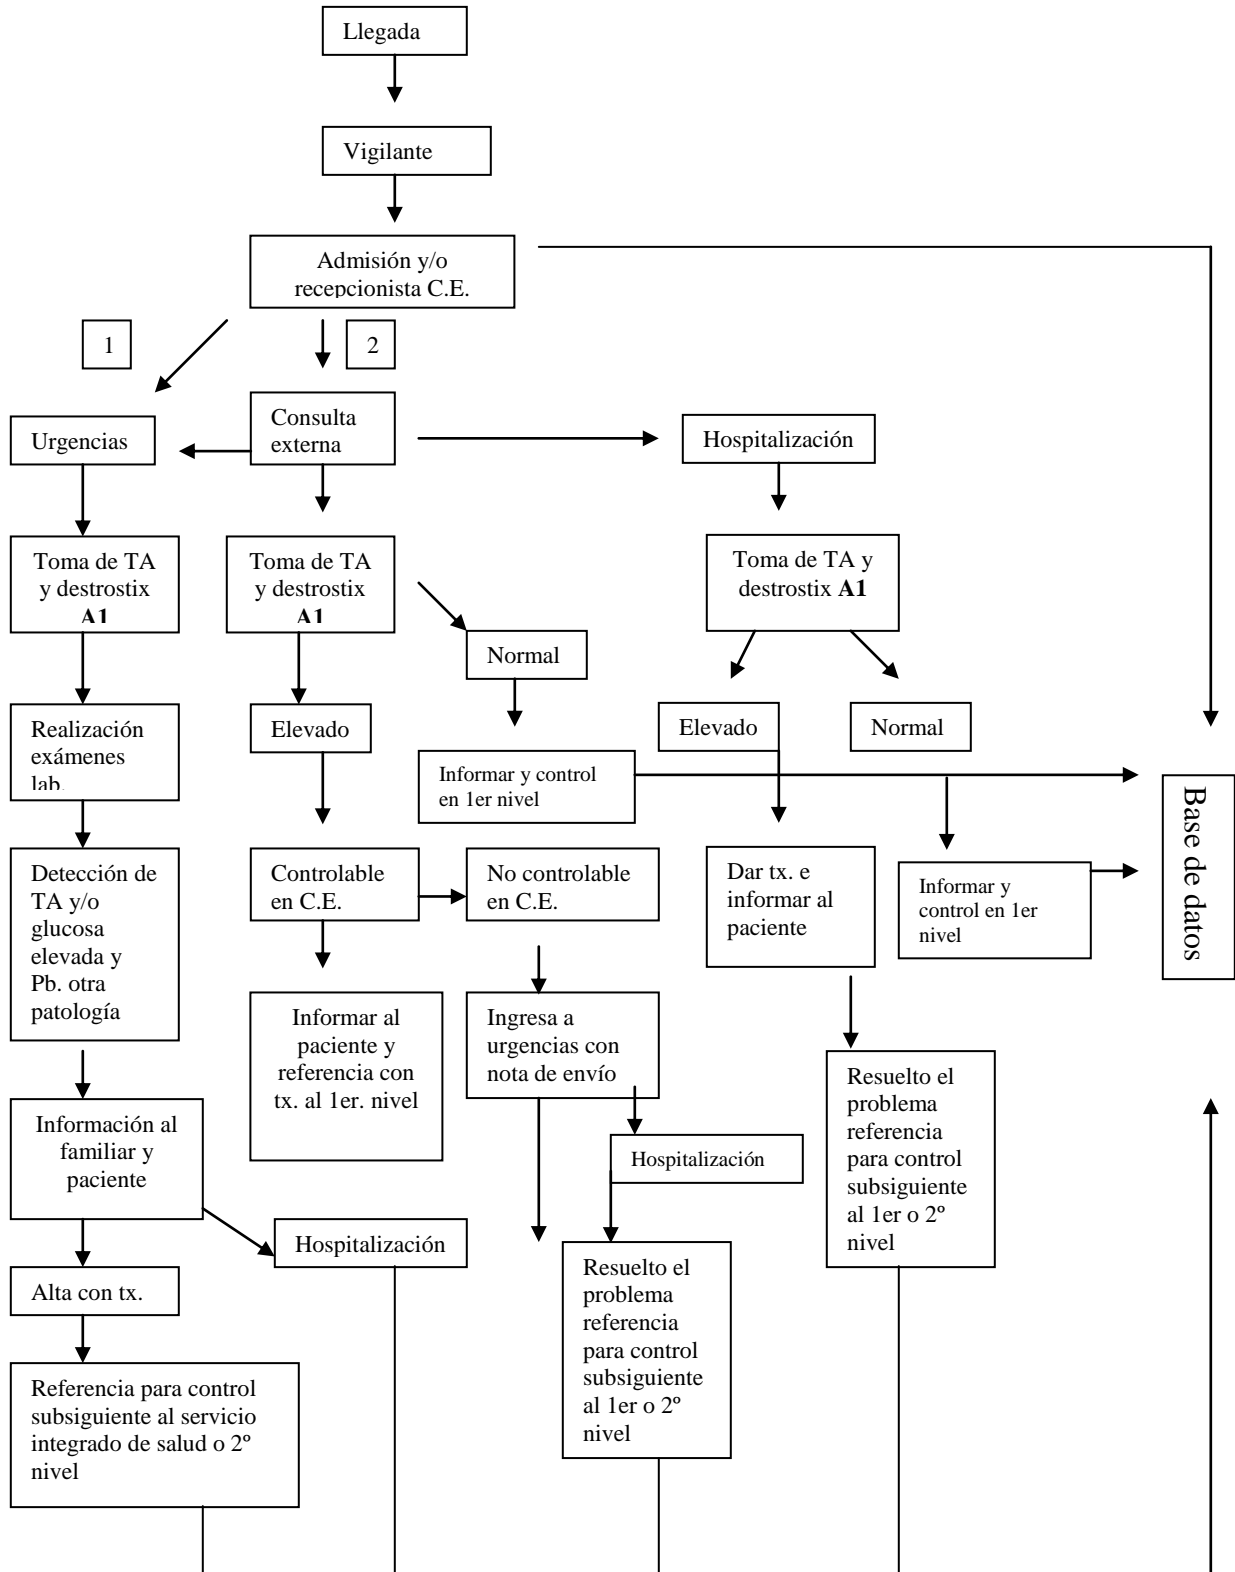 Llegada
Vigilante
Admisión y/o
recepcionista C.E.
1
2
Urgencias
Consulta
externa
Hospitalización
Toma de TA
y destrostix
A1
Toma de TA
y destrostix
A1
Toma de TA y
destrostix A1
Normal
Realización
exámenes
lab.
Elevado
Elevado
Normal
Informar y control
en 1er nivel
Base de datos
Detección de
TA y/o
glucosa
elevada y
Pb. otra
patología
Controlable
en C.E.
No controlable
en C.E.
Dar tx. e
informar al
paciente
Informar y
control en 1er
nivel
Informar al
paciente y
referencia con
tx. al 1er. nivel
Ingresa a
urgencias con
nota de envío
Resuelto el
problema
referencia
para control
subsiguiente
al 1er o 2º
nivel
Información al
familiar y
paciente
Hospitalización
Hospitalización
Resuelto el
problema
referencia
para control
subsiguiente
al 1er o 2º
nivel
Alta con tx.
Referencia para control
subsiguiente al servicio
integrado de salud o 2º
nivel